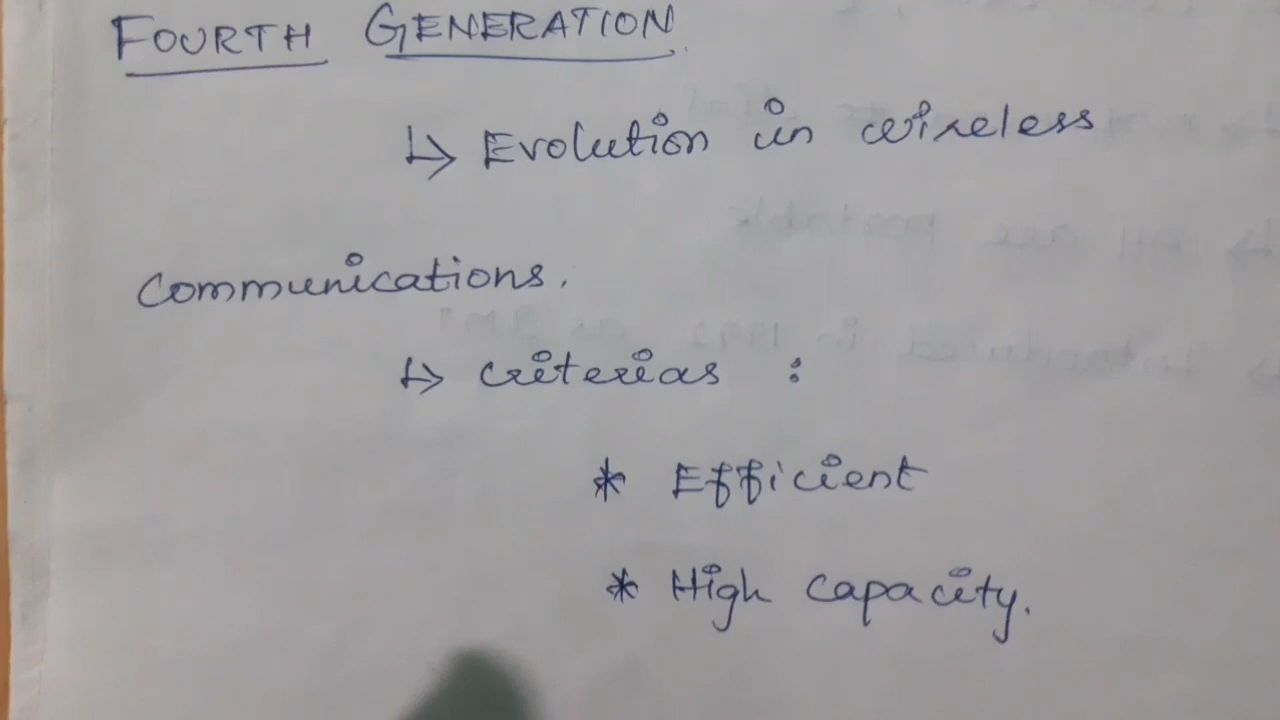 FOURTH GENERATION
↳ Evolution in wireless
communications.
↳ criterias :
* Efficient
* High capacity.